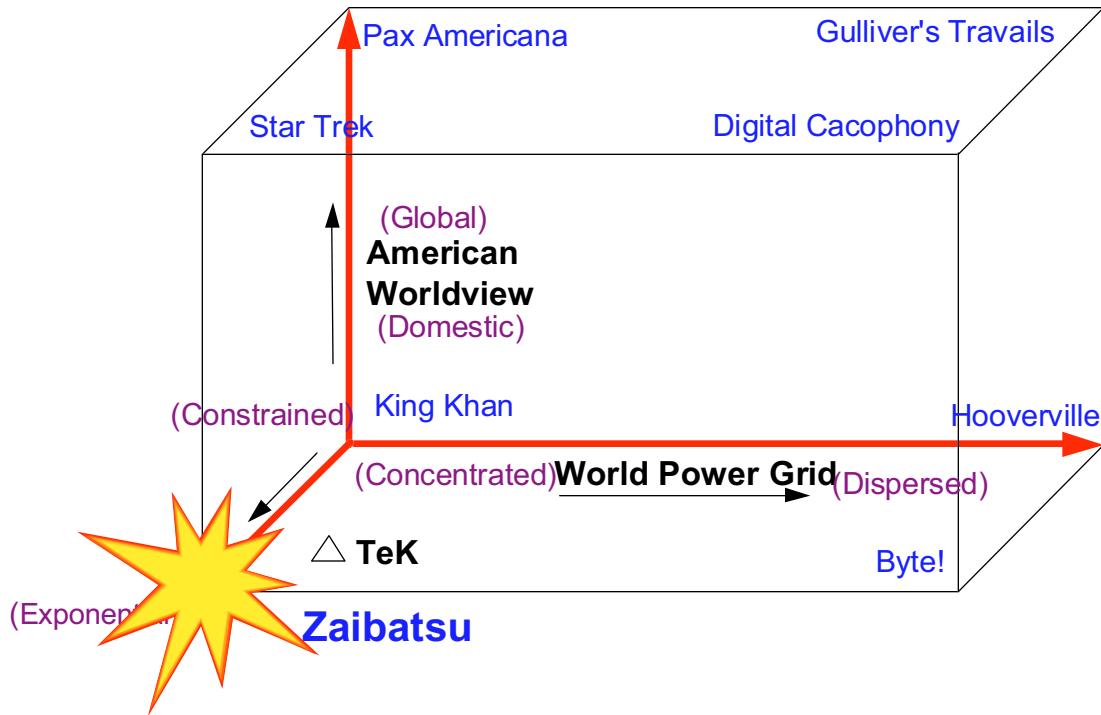 Pax Americana
Gulliver's Travails
Star Trek
Digital Cacophony
(Global)
American
Worldview
(Domestic)
(Constrained)
King Khan
Hooverville
(Concentrated)
World Power Grid
(Dispersed)
△ TeK
Byte!
Zaibatsu